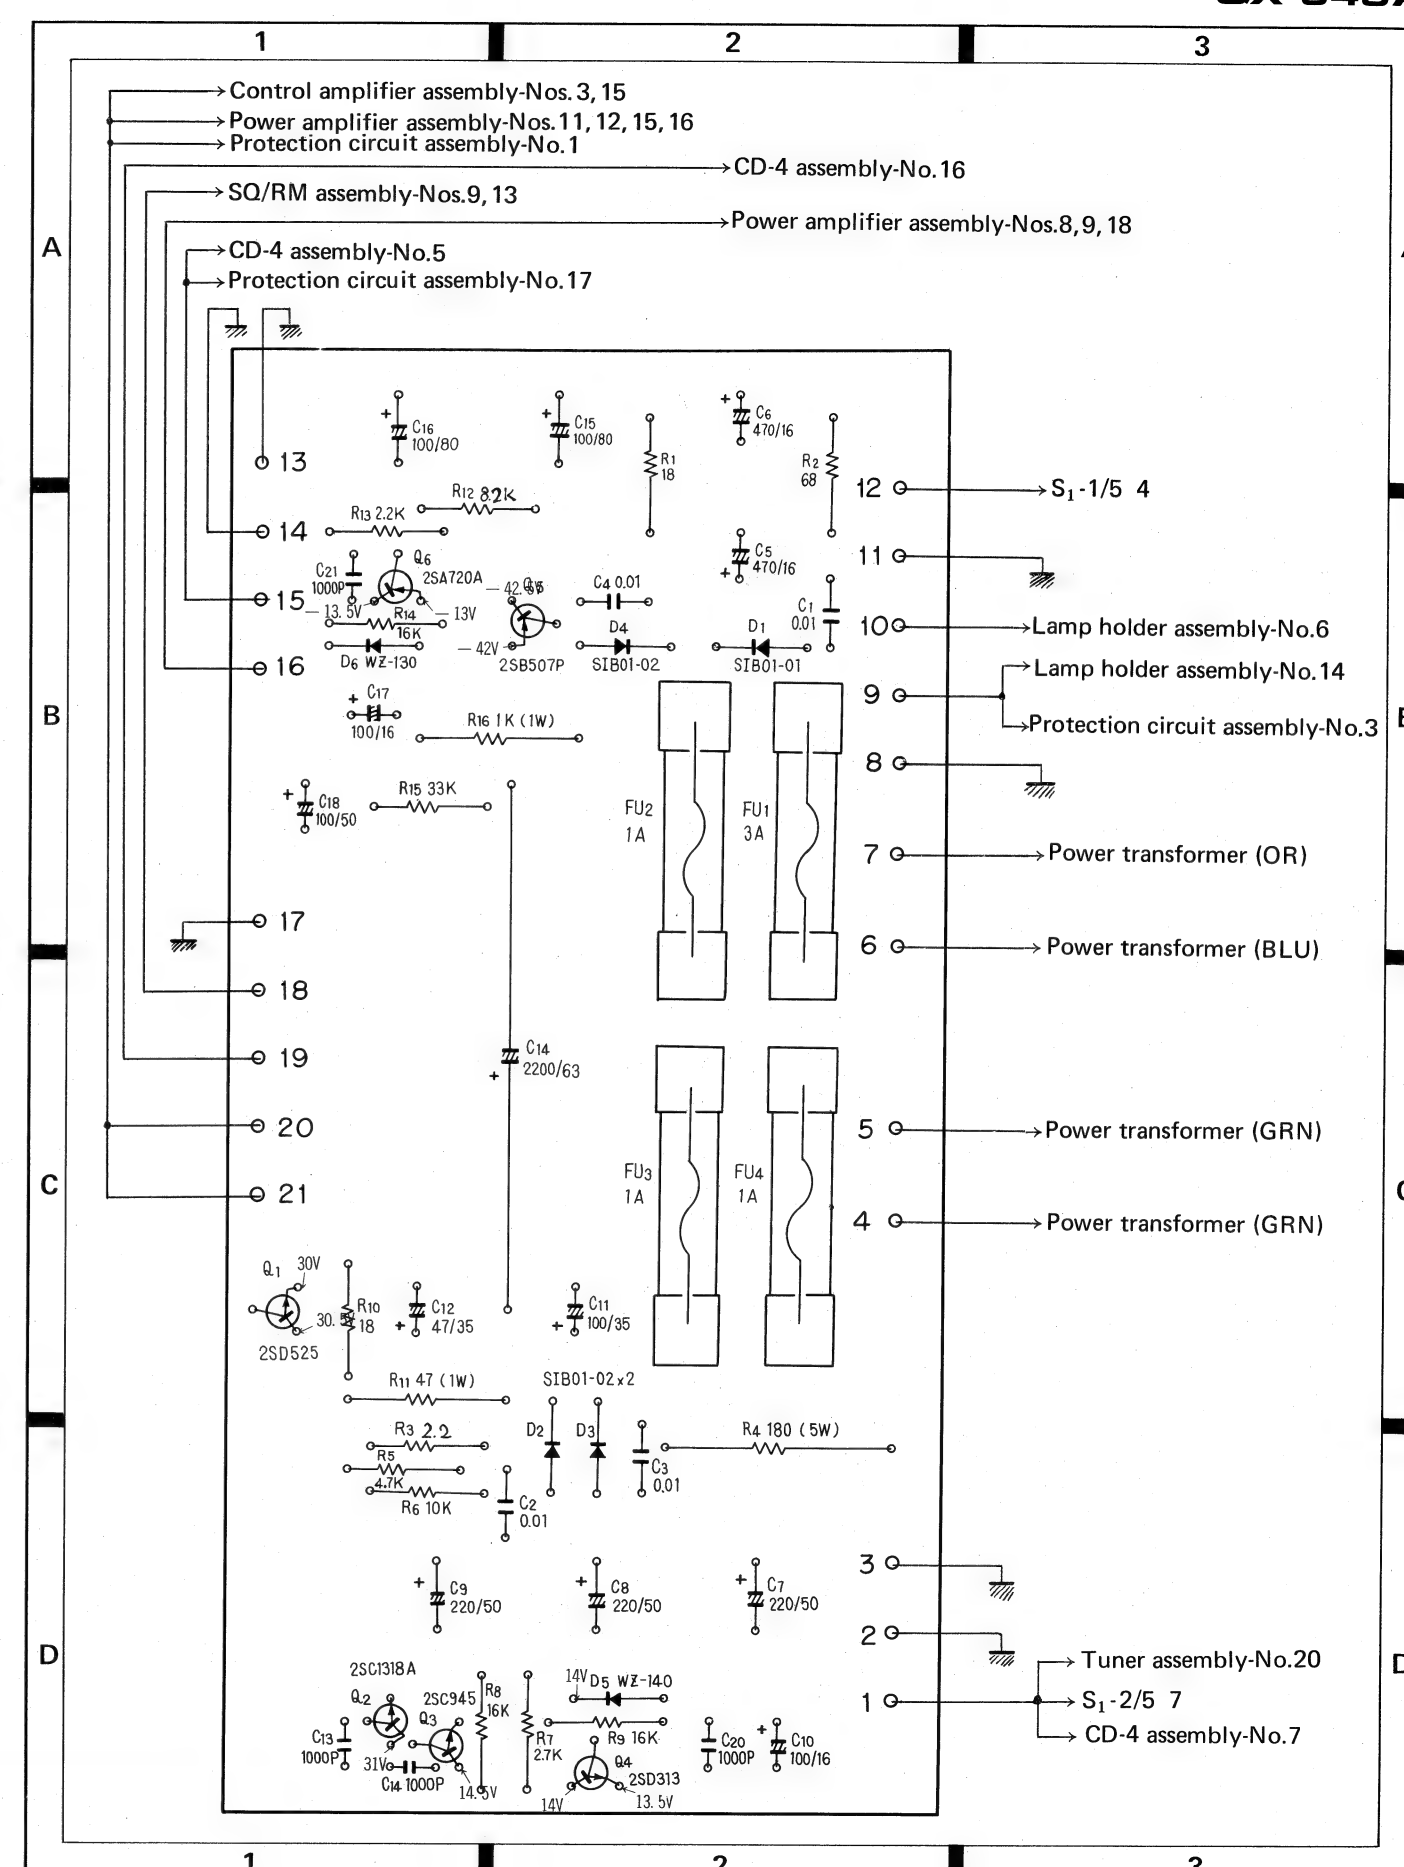 1 2 3
Control amplifier assembly-Nos. 3, 15
Power amplifier assembly-Nos. 11, 12, 15, 16
Protection circuit assembly-No. 1
CD-4 assembly-No. 16
SQ/RM assembly-Nos. 9, 13
Power amplifier assembly-Nos. 8, 9, 18
A
CD-4 assembly-No. 5
Protection circuit assembly-No. 17
C6
470/16
C16
100/80
C15
100/80
13
R1
18
R2
68
12
S1-1/5 4
R12 8.2K
R13 2.2K
14
C5
470/16
11
Q6
2SA720A
C21
1000P
C4 0.01
15
-13.5V
-13V
-42.6V
R14
16K
C1
0.01
10
Lamp holder assembly-No.6
D4
SIB01-02
D1
SIB01-01
-42V
2SB507P
16
D6 WZ-130
Lamp holder assembly-No.14
9
B
C17
100/16
R16 1K (1W)
Protection circuit assembly-No.3
8
R15 33K
C18
100/50
FU2
1A
FU1
3A
7
Power transformer (OR)
17
6
Power transformer (BLU)
18
19
C14
2200/63
20
5
Power transformer (GRN)
C
21
FU3
1A
FU4
1A
4
Power transformer (GRN)
Q1
30V
30.5V
2SD525
R10
18
C12
47/35
C11
100/35
R11 47 (1W)
SIB01-02x2
R3 2.2
D2
D3
R4 180 (5W)
R5
4.7K
C3
0.01
R6 10K
C2
0.01
3
C9
220/50
C8
220/50
C7
220/50
2
D
Tuner assembly-No.20
2SC1318A
Q2
2SC945
Q3
R8
16K
14V
D5 WZ-140
1
S1-2/5 7
CD-4 assembly-No.7
C13
1000P
31V
C14 1000P
14.5V
R7
2.7K
R9 16K
Q4
2SD313
14V
13.5V
C20
1000P
C10
100/16
1 2 3